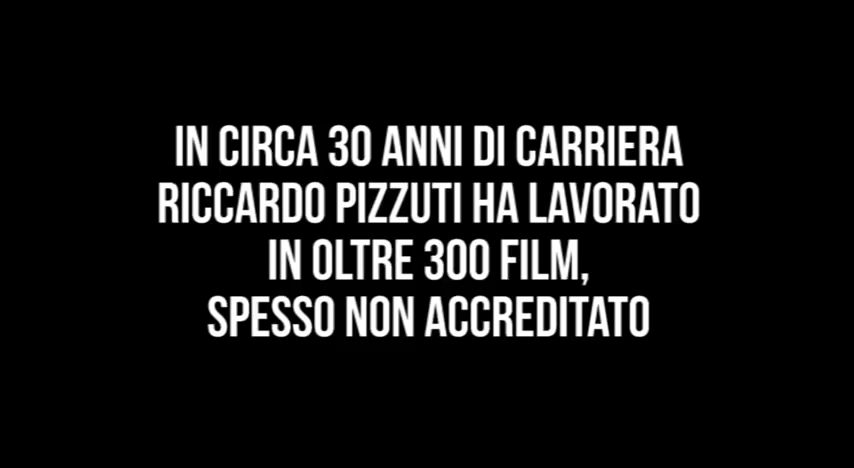 IN CIRCA 30 ANNI DI CARRIERA
RICCARDO PIZZUTI HA LAVORATO
IN OLTRE 300 FILM,
SPESSO NON ACCREDITATO